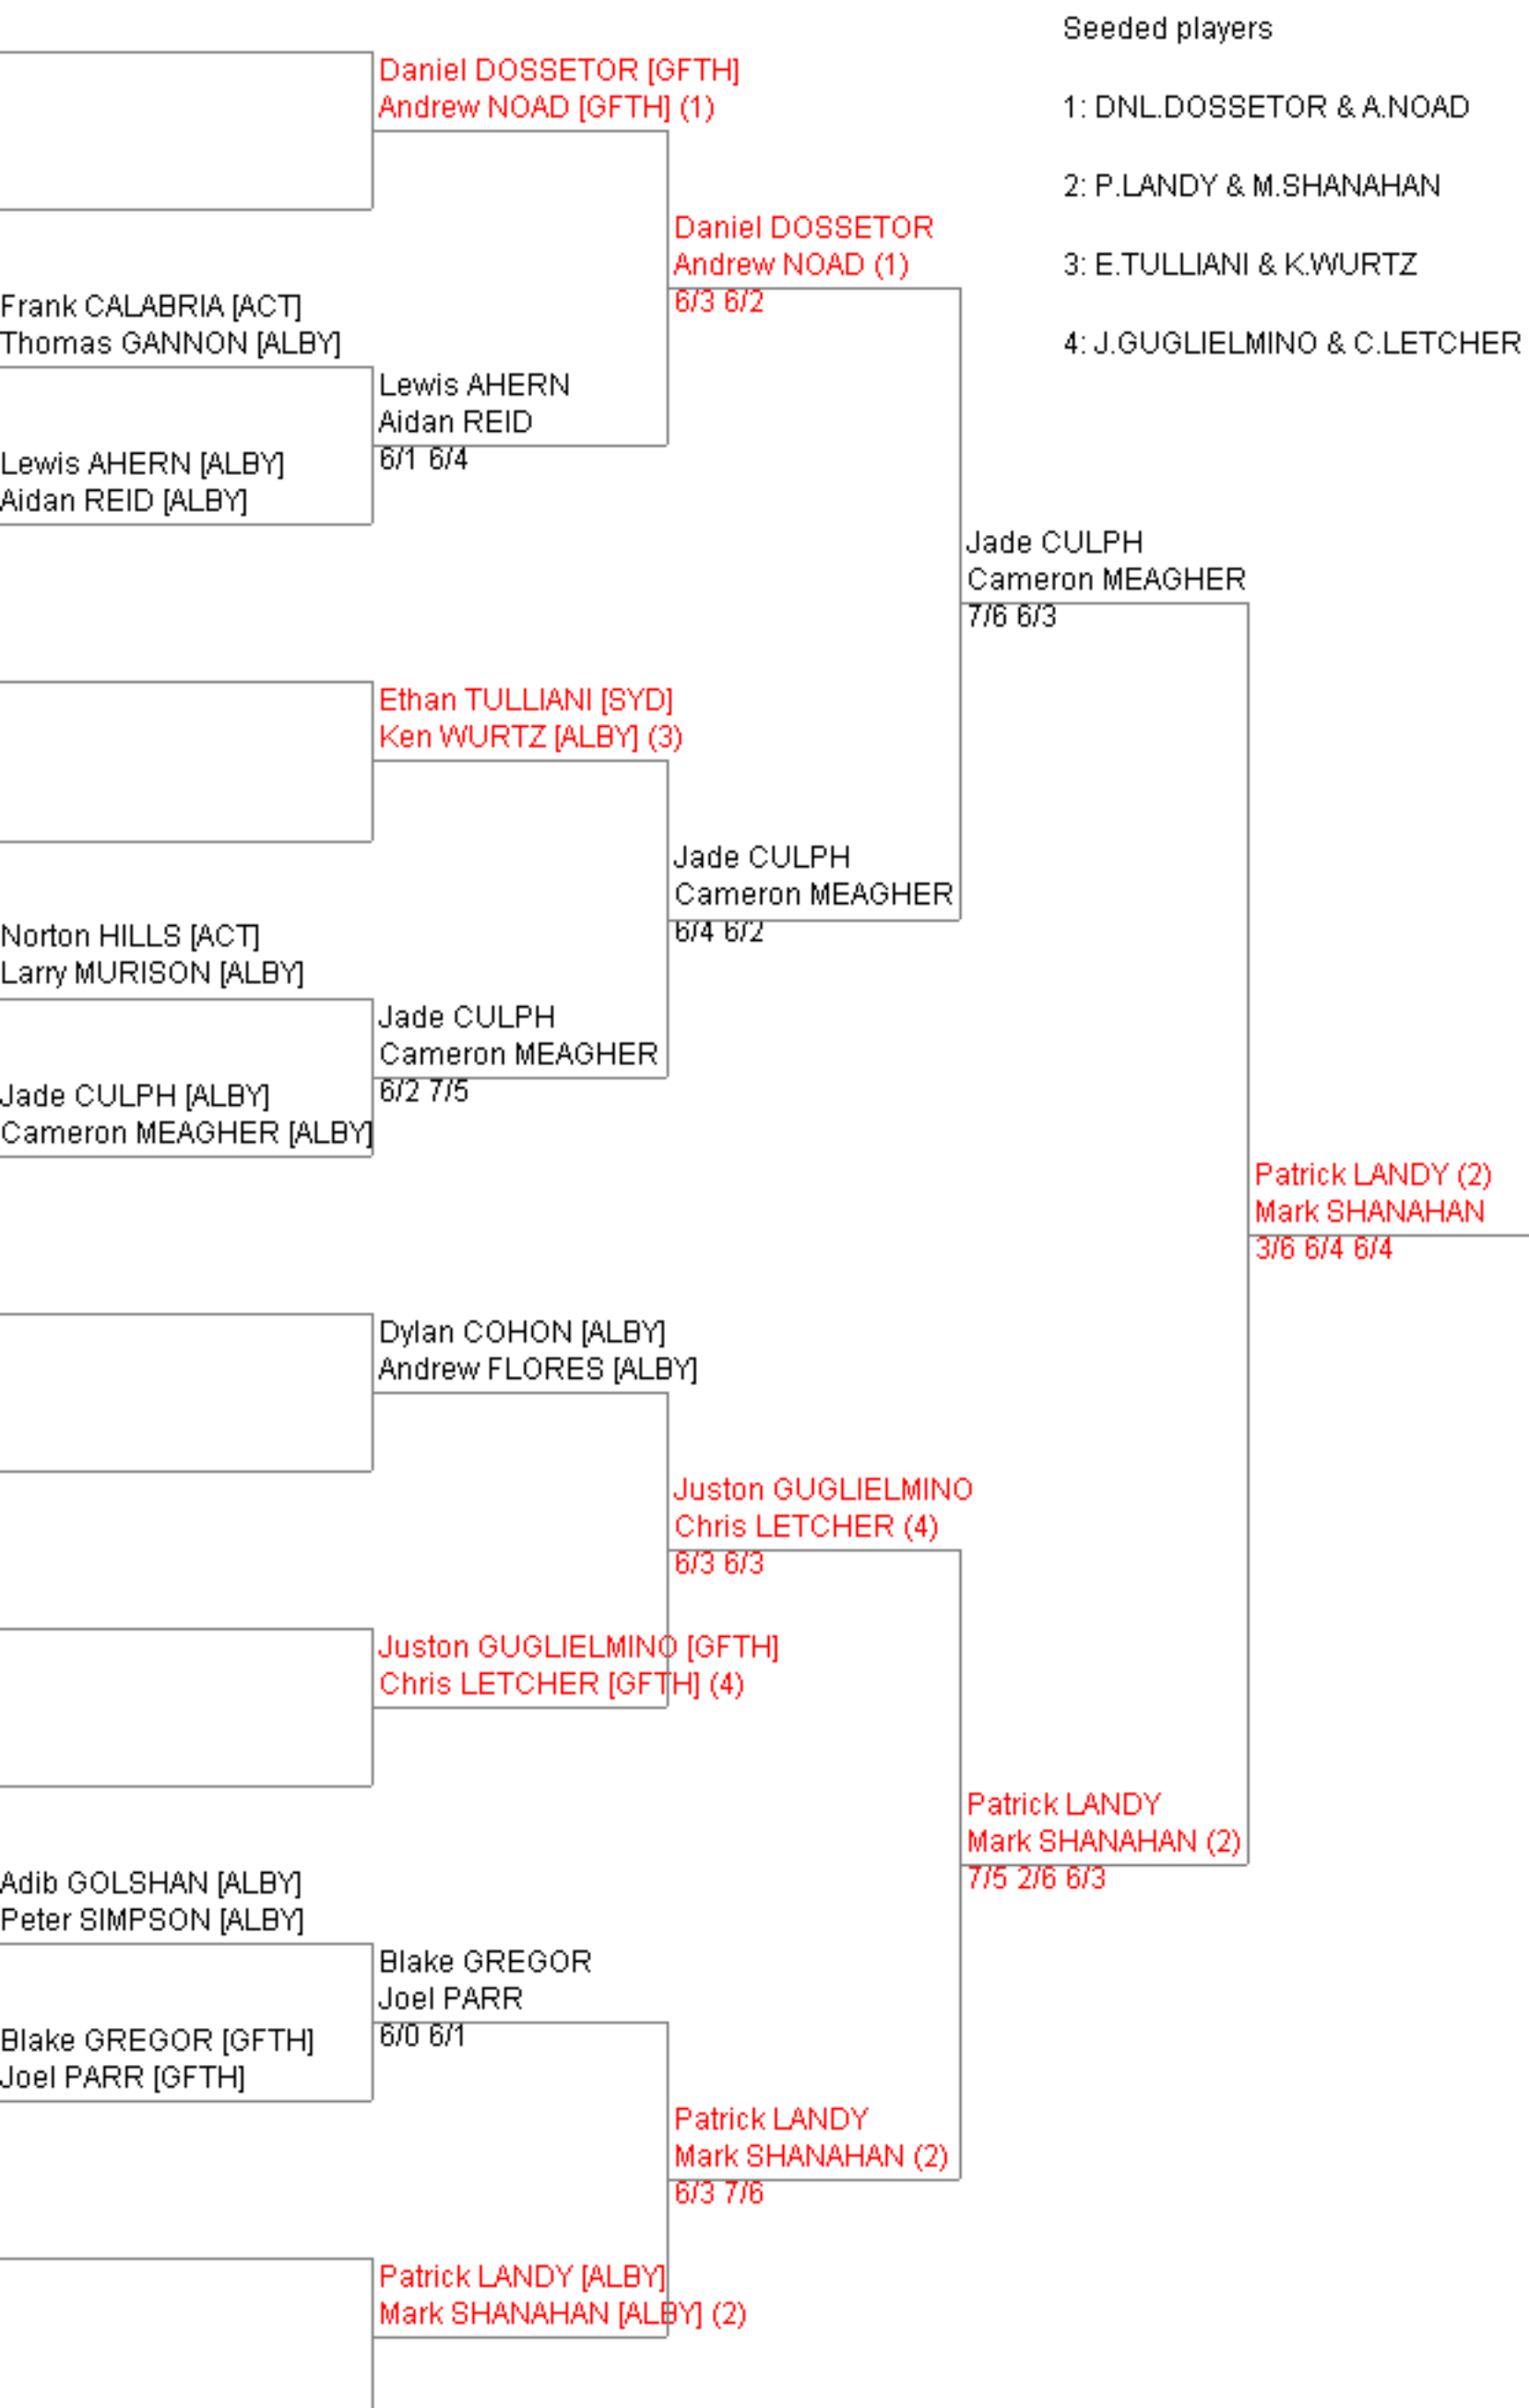 Seeded players
1: DNL.DOSSETOR & A.NOAD
2: P.LANDY & M.SHANAHAN
3: E.TULLIANI & K.WURTZ
4: J.GUGLIELMINO & C.LETCHER
Frank CALABRIA [ACT]
Thomas GANNON [ALBY]
Lewis AHERN [ALBY]
Aidan REID [ALBY]
Norton HILLS [ACT]
Larry MURISON [ALBY]
Jade CULPH [ALBY]
Cameron MEAGHER [ALBY]
Adib GOLSHAN [ALBY]
Peter SIMPSON [ALBY]
Blake GREGOR [GFTH]
Joel PARR [GFTH]
Daniel DOSSETOR [GFTH]
Andrew NOAD [GFTH] (1)
Lewis AHERN
Aidan REID
6/1 6/4
Ethan TULLIANI [SYD]
Ken WURTZ [ALBY] (3)
Jade CULPH
Cameron MEAGHER
6/2 7/5
Dylan COHON [ALBY]
Andrew FLORES [ALBY]
Juston GUGLIELMINO [GFTH]
Chris LETCHER [GFTH] (4)
Blake GREGOR
Joel PARR
6/0 6/1
Patrick LANDY [ALBY]
Mark SHANAHAN [ALBY] (2)
Daniel DOSSETOR
Andrew NOAD (1)
6/3 6/2
Jade CULPH
Cameron MEAGHER
6/4 6/2
Juston GUGLIELMINO
Chris LETCHER (4)
6/3 6/3
Patrick LANDY
Mark SHANAHAN (2)
6/3 7/6
Jade CULPH
Cameron MEAGHER
7/6 6/3
Patrick LANDY
Mark SHANAHAN (2)
7/5 2/6 6/3
Patrick LANDY (2)
Mark SHANAHAN
3/6 6/4 6/4